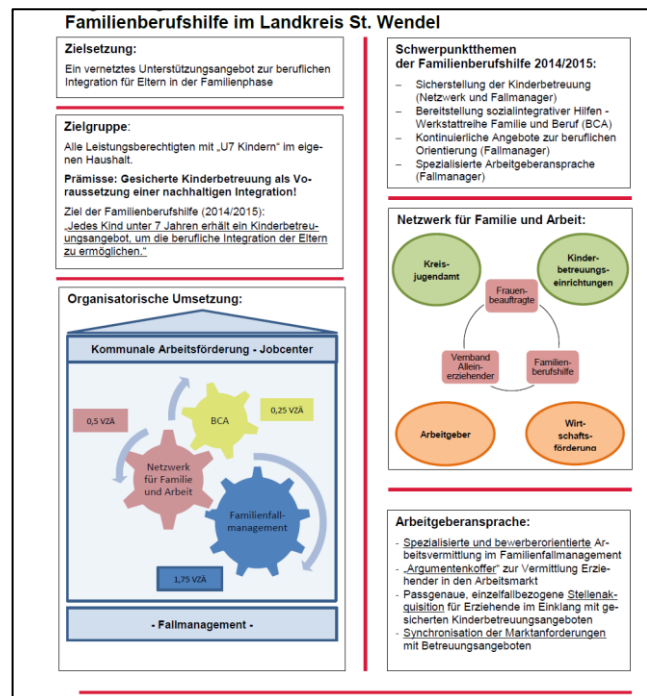 Familienberufshilfe im Landkreis St. Wendel
Zielsetzung:
Ein vernetztes Unterstützungsangebot zur beruflichen
Integration für Eltern in der Familienphase
Zielgruppe:
Alle Leistungsberechtigten mit „U7 Kindern“ im eige-
nen Haushalt.
Prämisse: Gesicherte Kinderbetreuung als Vo-
raussetzung einer nachhaltigen Integration!
Ziel der Familienberufshilfe (2014/2015):
„Jedes Kind unter 7 Jahren erhält ein Kinderbetreu-
ungsangebot, um die berufliche Integration der Eltern
zu ermöglichen.“
Organisatorische Umsetzung:
Kommunale Arbeitsförderung - Jobcenter
0,5 VZÄ
BCA
0,25 VZÄ
Netzwerk
für Familie
und Arbeit
Familienfall-
management
1,75 VZÄ
- Fallmanagement -
Schwerpunktthemen
der Familienberufshilfe 2014/2015:
– Sicherstellung der Kinderbetreuung
(Netzwerk und Fallmanager)
– Bereitstellung sozialintegrativer Hilfen -
Werkstattreihe Familie und Beruf (BCA)
– Kontinuierliche Angebote zur beruflichen
Orientierung (Fallmanager)
– Spezialisierte Arbeitgeberansprache
(Fallmanager)
Netzwerk für Familie und Arbeit:
Kreis-
jugendamt
Kinder-
betreuungs-
einrichtungen
Frauen-
beauftragte
Verband
Allein-
erziehender
Familien-
berufshilfe
Arbeitgeber
Wirt-
schafts-
förderung
Arbeitgeberansprache:
- Spezialisierte und bewerberorientierte Ar-
beitsvermittlung im Familienfallmanagement
- „Argumentenkoffer“ zur Vermittlung Erzie-
hender in den Arbeitsmarkt
- Passgenaue, einzelfallbezogene Stellenak-
quisition für Erziehende im Einklang mit ge-
sicherten Kinderbetreuungsangeboten
- Synchronisation der Marktanforderungen
mit Betreuungsangeboten